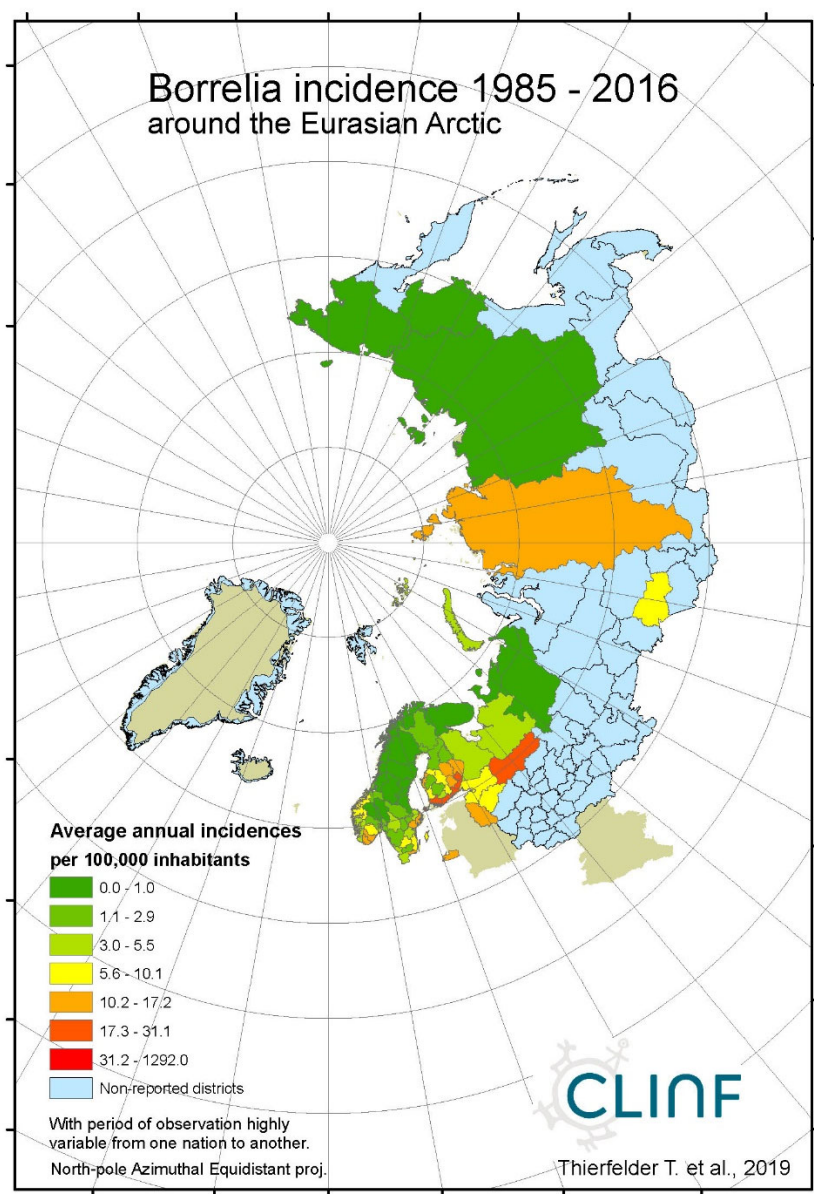 Borrelia incidence 1985 - 2016
around the Eurasian Arctic
Average annual incidences
per 100,000 inhabitants
0.0 - 1.0
1.1 - 2.9
3.0 - 5.5
5.6 - 10.1
10.2 - 17.2
17.3 - 31.1
31.2 - 1292.0
Non-reported districts
With period of observation highly
variable from one nation to another.
North-pole Azimuthal Equidistant proj.
CLINF
Thierfelder T. et al., 2019